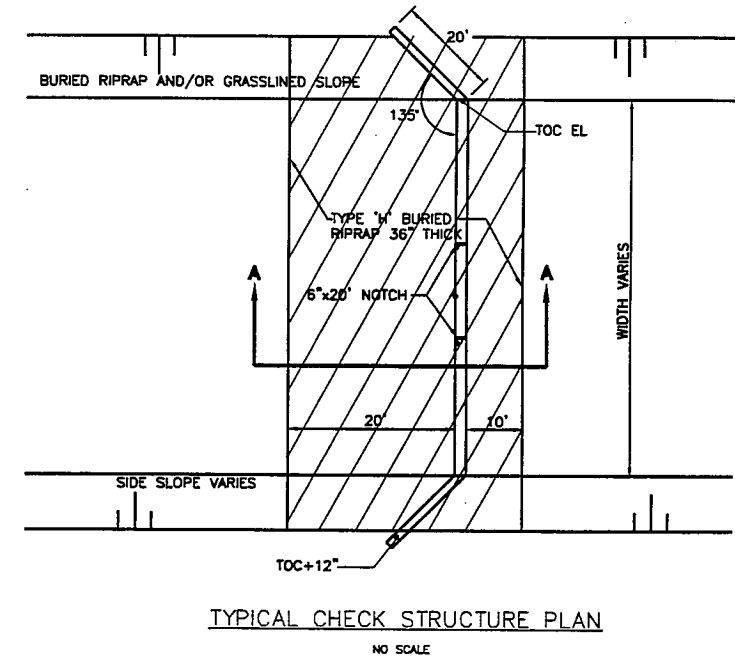 20'
BURIED RIPRAP AND/OR GRASSLINED SLOPE
135°
TOC EL
TYPE 'H' BURIED
RIPRAP 36" THICK
A
A
6"x20' NOTCH
WIDTH VARIES
20'
10'
SIDE SLOPE VARIES
TOC+12"
TYPICAL CHECK STRUCTURE PLAN
NO SCALE